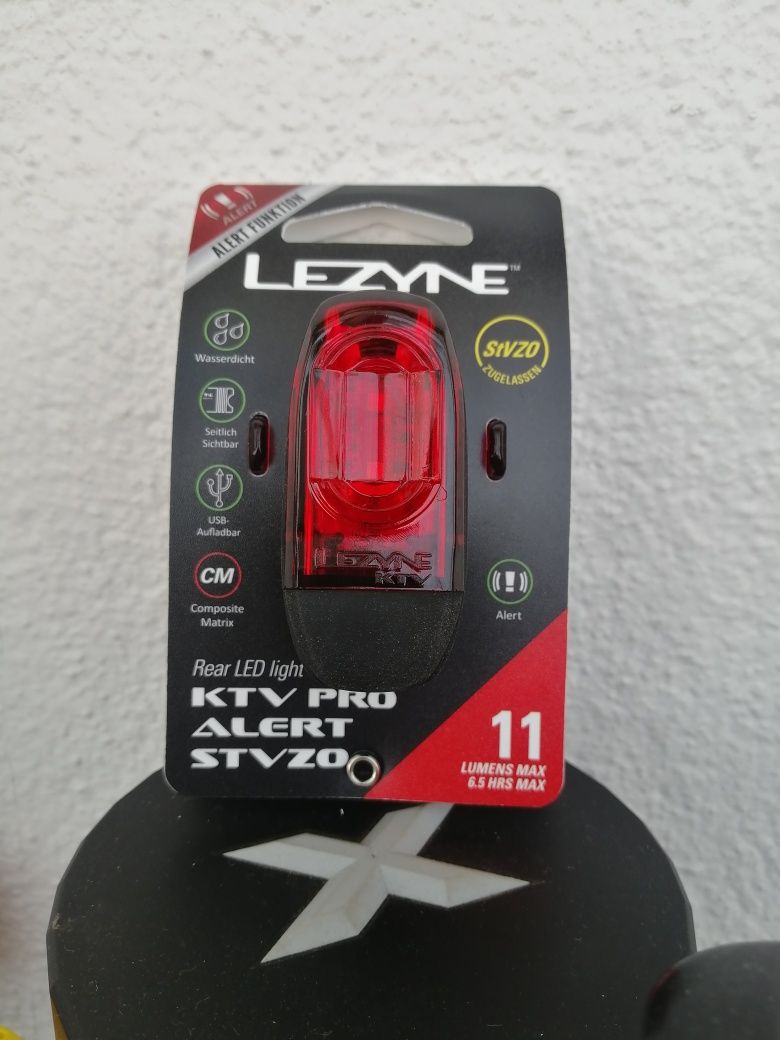 ALERT
ALERT FUNKTION
LEZYNE™
Wasserdicht
StVZO
ZUGELASSEN
Seitlich
Sichtbar
USB-
Aufladbar
LEZYNE
KTV
CM
Composite
Matrix
Alert
Rear LED light
KTV PRO
ALERT
STVZO
11
LUMENS MAX
6.5 HRS MAX